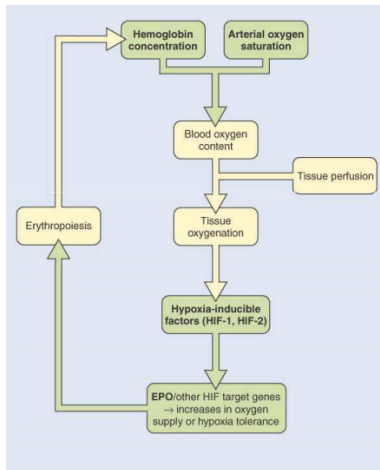 Hemoglobin
concentration
Arterial oxygen
saturation
Blood oxygen
content
Tissue perfusion
Erythropoiesis
Tissue
oxygenation
Hypoxia-inducible
factors (HIF-1, HIF-2)
EPO/other HIF target genes
→ increases in oxygen
supply or hypoxia tolerance